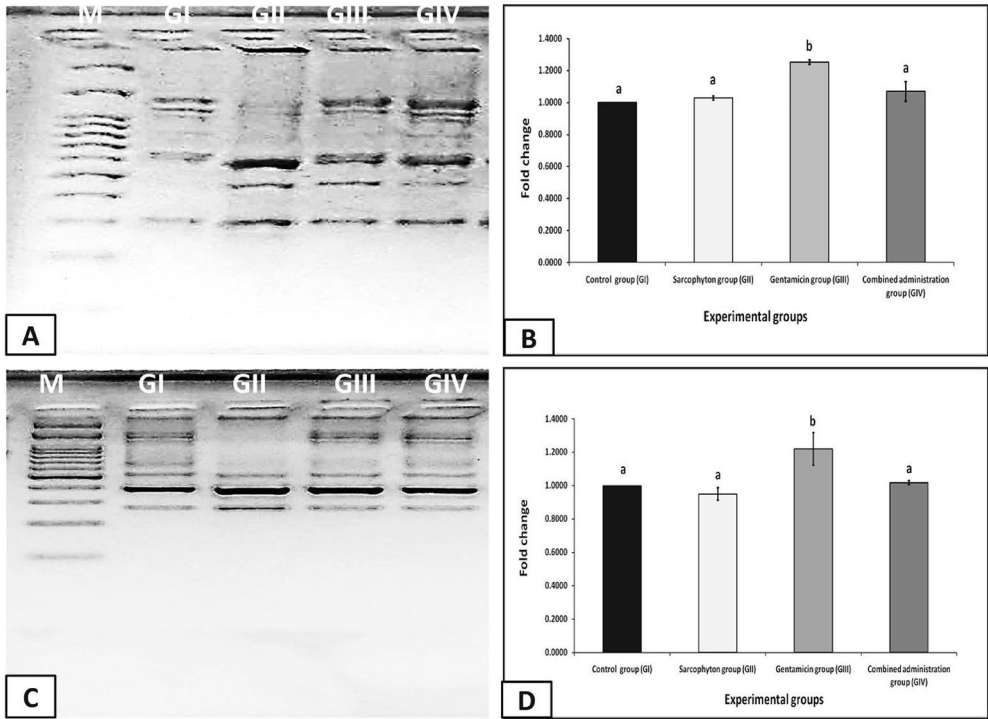 M GI GII GIII GIV
A
1.4000
1.2000
1.0000
0.8000
0.6000
0.4000
0.2000
0.0000
Fold change
a a b a
Control group (GI) Sarcophyton group (GII) Gentamicin group (GIII) Combined administration
group (GIV)
Experimental groups
B
M GI GII GIII GIV
C
1.4000
1.2000
1.0000
0.8000
0.6000
0.4000
0.2000
0.0000
Fold change
a a b a
Control group (GI) Sarcophyton group (GII) Gentamicin group (GIII) Combined administration
group (GIV)
Experimental groups
D